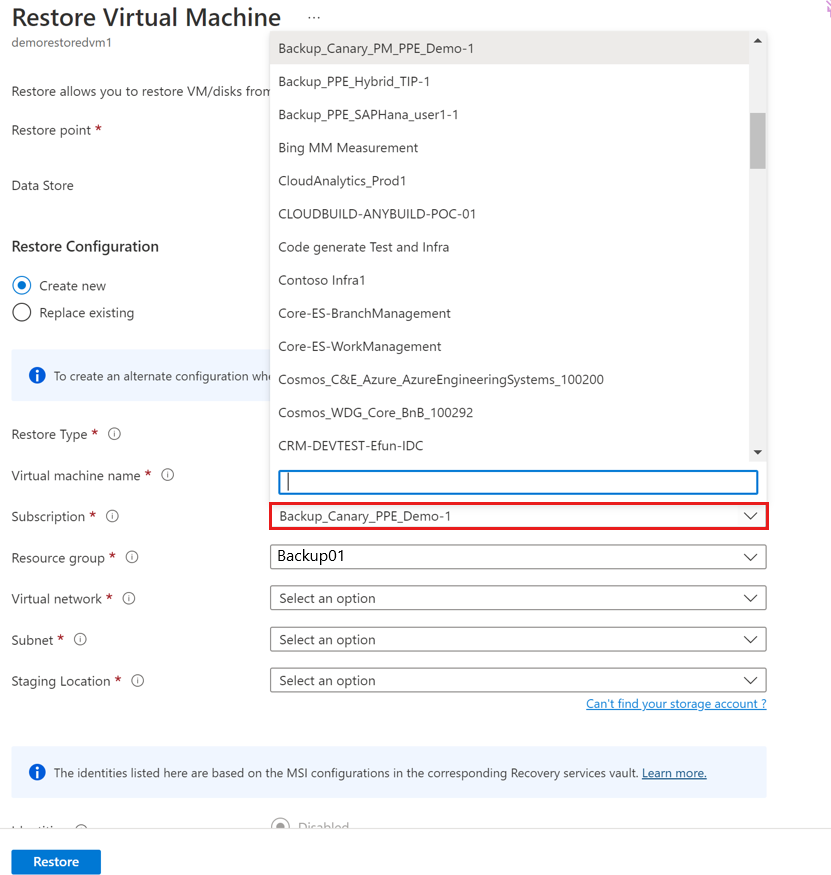 Restore Virtual Machine ...
demorestoredvm1
Restore allows you to restore VM/disks from
Restore point *
Data Store
Restore Configuration
Create new
Replace existing
To create an alternate configuration
Restore Type *
Virtual machine name *
Backup_Canary_PM_PPE_Demo-1
Backup_PPE_Hybrid_TIP-1
Backup_PPE_SAPHana_user1-1
Bing MM Measurement
CloudAnalytics_Prod1
CLOUDBUILD-ANYBUILD-POC-01
Code generate Test and Infra
Contoso Infra1
Core-ES-BranchManagement
Core-ES-WorkManagement
Cosmos_C&E_Azure_AzureEngineeringSystems_100200
Cosmos_WDG_Core_BnB_100292
CRM-DEVTEST-Efun-IDC
Subscription * Backup_Canary_PPE_Demo-1
Resource group * Backup01
Virtual network * Select an option
Subnet * Select an option
Staging Location * Select an option
Can't find your storage account ?
The identities listed here are based on the MSI configurations in the corresponding Recovery services vault. Learn more.
Disabled
Restore